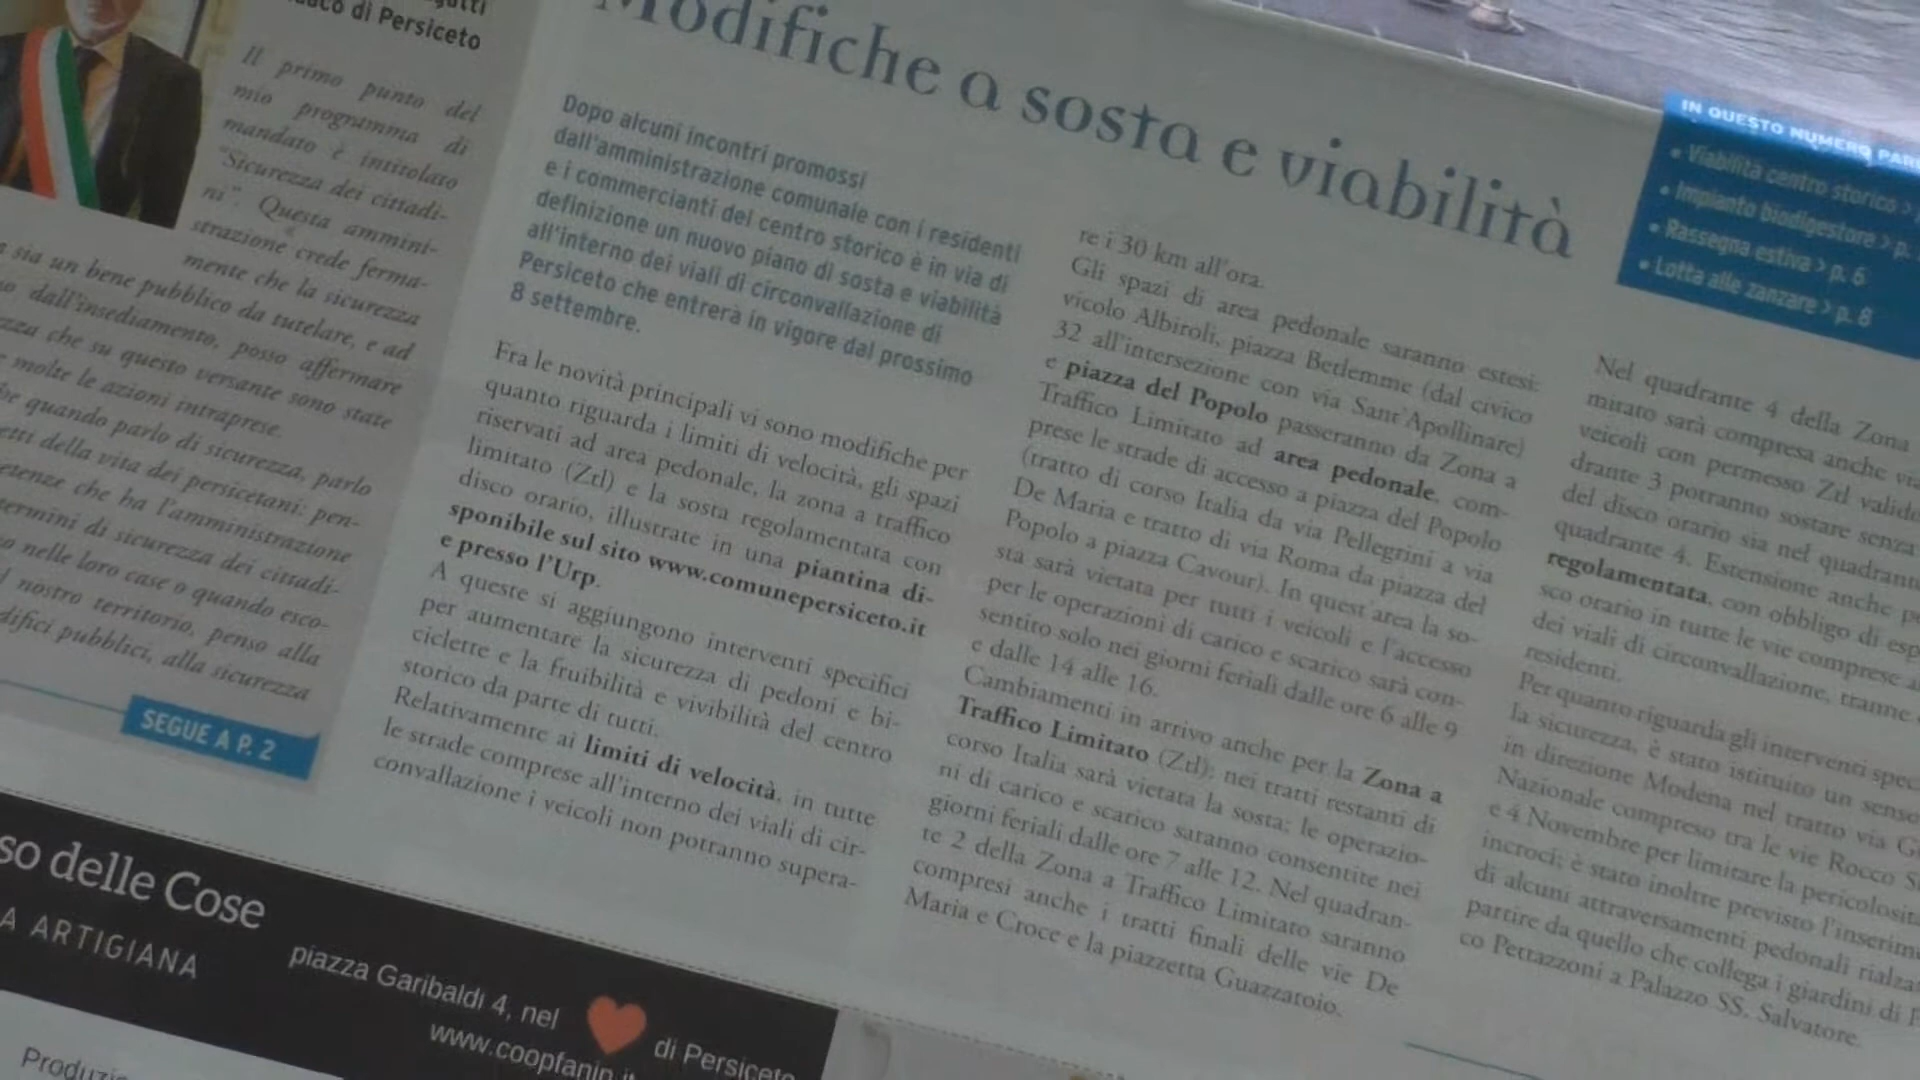 di Persiceto
Il primo punto del
mio programma di
mandato è intitolato
"Sicurezza dei cittadi-
ni". Questa ammini-
strazione crede ferma-
mente che la sicurezza
sia un bene pubblico da tutelare, e ad
dall'insediamento, posso affermare
che su questo versante sono state
molte le azioni intraprese.
quando parlo di sicurezza, parlo
della vita dei persicetani: pen-
che ha l'amministrazione
termini di sicurezza dei cittadi-
nelle loro case o quando esco-
nostro territorio, penso alla
pubblici, alla sicurezza
SEGUE A P. 2
Modifiche a sosta e viabilità
Dopo alcuni incontri promossi
dall'amministrazione comunale con i residenti
e i commercianti del centro storico è in via di
definizione un nuovo piano di sosta e viabilità
all'interno dei viali di circonvallazione di
Persiceto che entrerà in vigore dal prossimo
8 settembre.
Fra le novità principali vi sono modifiche per
quanto riguarda i limiti di velocità, gli spazi
riservati ad area pedonale, la zona a traffico
limitato (Ztl) e la sosta regolamentata con
disco orario, illustrate in una piantina di-
sponibile sul sito www.comunepersiceto.it
e presso l'Urp.
A queste si aggiungono interventi specifici
per aumentare la sicurezza di pedoni e bi-
ciclette e la fruibilità e vivibilità del centro
storico da parte di tutti.
Relativamente ai limiti di velocità, in tutte
le strade comprese all'interno dei viali di cir-
convallazione i veicoli non potranno supera-
re i 30 km all'ora.
Gli spazi di area pedonale saranno estesi:
vicolo Albiroli, piazza Betlemme (dal civico
32 all'intersezione con via Sant'Apollinare)
e piazza del Popolo passeranno da Zona a
Traffico Limitato ad area pedonale, com-
prese le strade di accesso a piazza del Popolo
(tratto di corso Italia da via Pellegrini a via
De Maria e tratto di via Roma da piazza del
Popolo a piazza Cavour). In quest'area la so-
sta sarà vietata per tutti i veicoli e l'accesso
per le operazioni di carico e scarico sarà con-
sentito solo nei giorni feriali dalle ore 6 alle 9
e dalle 14 alle 16.
Cambiamenti in arrivo anche per la Zona a
Traffico Limitato (Ztl); nei tratti restanti di
corso Italia sarà vietata la sosta; le operazio-
ni di carico e scarico saranno consentite nei
giorni feriali dalle ore 7 alle 12. Nel quadran-
te 2 della Zona a Traffico Limitato saranno
compresi anche i tratti finali delle vie De
Maria e Croce e la piazzetta Guazzatoio.
Nel quadrante 4 della Zona
mitato sarà compresa anche via
veicoli con permesso Ztl valido
drante 3 potranno sostare senza
del disco orario sia nel quadrante
quadrante 4. Estensione anche
regolamentata, con obbligo di
sco orario in tutte le vie comprese
dei viali di circonvallazione, tranne
residenti.
Per quanto riguarda gli interventi
la sicurezza, è stato istituito un senso
in direzione Modena nel tratto via
Nazionale compreso tra le vie Rocco
e 4 Novembre per limitare la pericolosità
incroci; è stato inoltre previsto
di alcuni attraversamenti pedonali
partire da quello che collega i giardini di
co Pettazzoni a Palazzo SS. Salvatore.
IN QUESTO NUMERO
• Viabilità centro storico ›
• Impianto biodigestore › p.
• Rassegna estiva › p. 6
• Lotta alle zanzare › p. 8
so delle Cose
A ARTIGIANA
piazza Garibaldi 4, nel
di Persiceto
www.coopfanin.it